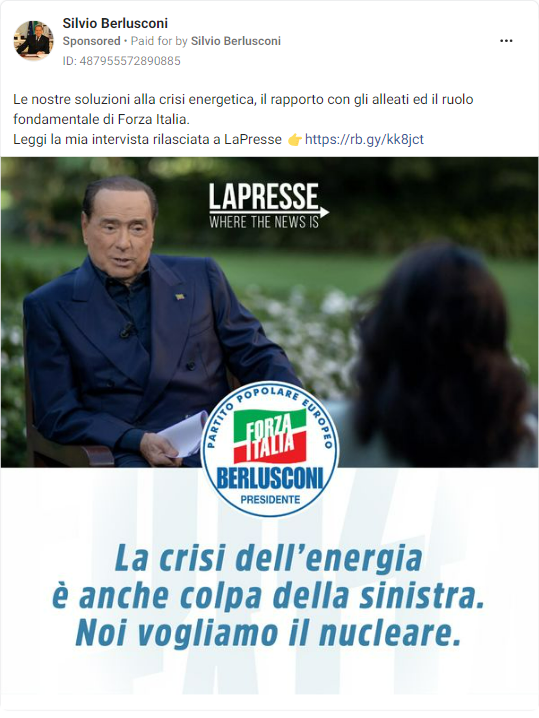 Silvio Berlusconi
Sponsored • Paid for by Silvio Berlusconi
ID: 487955572890885
Le nostre soluzioni alla crisi energetica, il rapporto con gli alleati ed il ruolo
fondamentale di Forza Italia.
Leggi la mia intervista rilasciata a LaPresse 👉 https://rb.gy/kk8jct
LAPRESSE
WHERE THE NEWS IS
PARTITO POPOLARE EUROPEO
FORZA
ITALIA
BERLUSCONI
PRESIDENTE
La crisi dell'energia
è anche colpa della sinistra.
Noi vogliamo il nucleare.